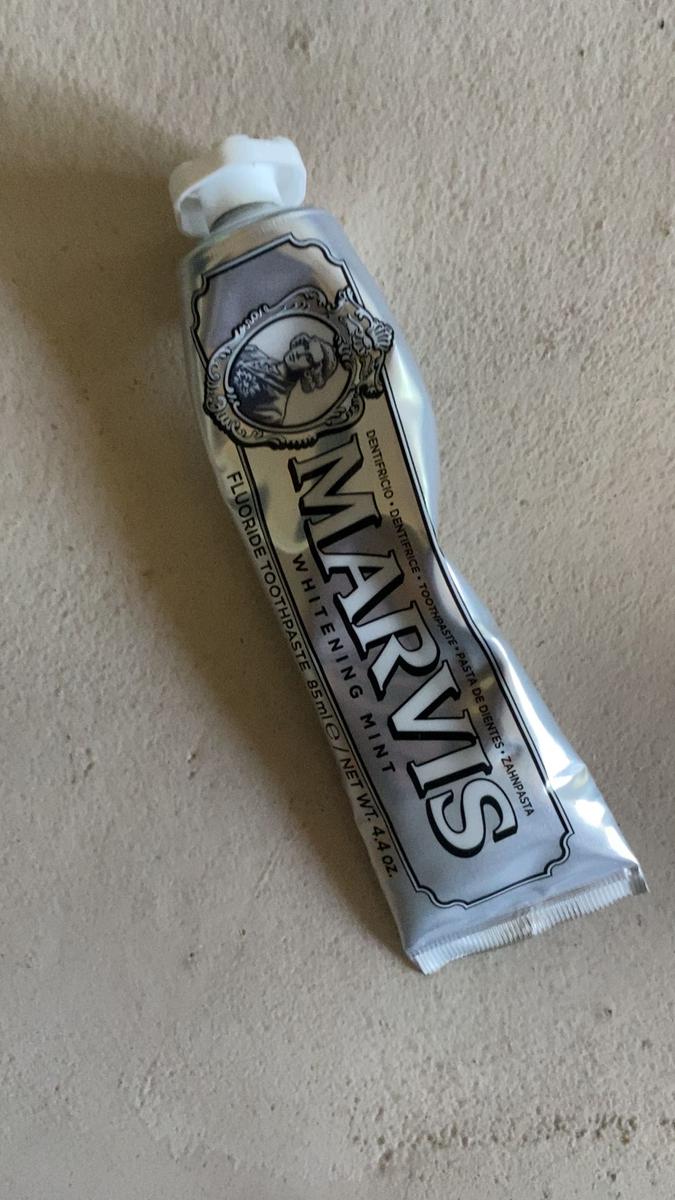 DENTIFRICIO • DENTIFRICE • TOOTHPASTE • PASTA DE DIENTES • ZAHNPASTA
MARVIS
WHITENING MINT
FLUORIDE TOOTHPASTE 85ml ℮ / NET WT. 4.4 OZ.